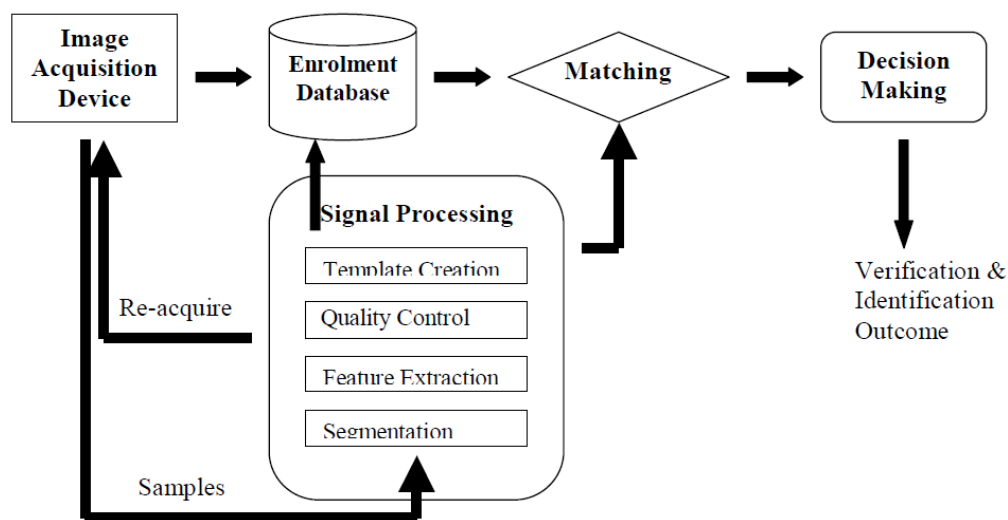 Image
Acquisition
Device
Enrolment
Database
Matching
Decision
Making
Signal Processing
Template Creation
Quality Control
Feature Extraction
Segmentation
Re-acquire
Samples
Verification &
Identification
Outcome